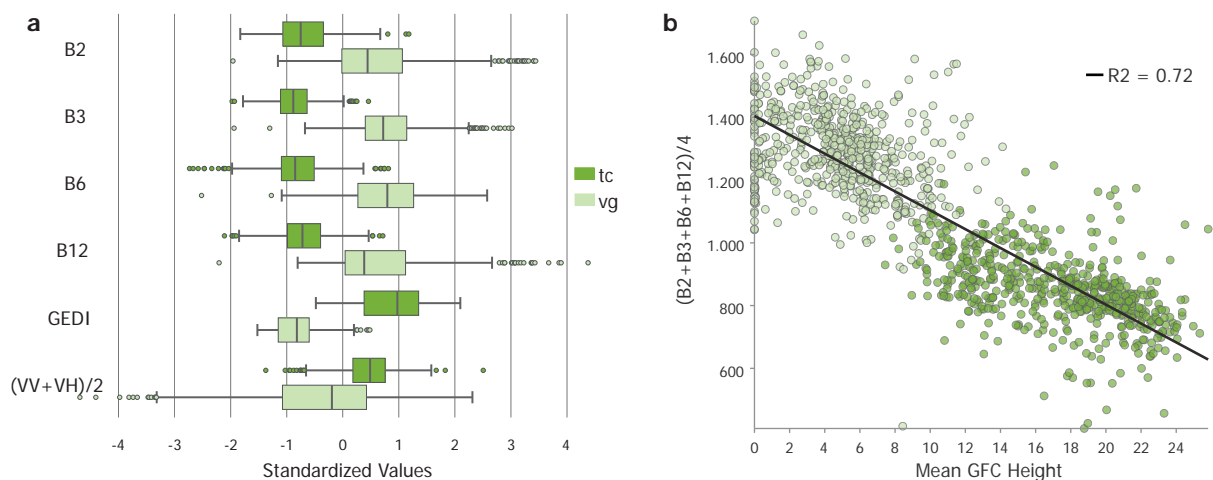 a
B2
B3
B6
B12
GEDI
(VV+VH)/2
-4 -3 -2 -1 0 1 2 3 4
Standardized Values
tc
vg
b
1.600
1.400
1.200
1.000
800
600
(B2+B3+B6+B12)/4
R2 = 0.72
0 2 4 6 8 10 12 14 16 18 20 22 24
Mean GFC Height